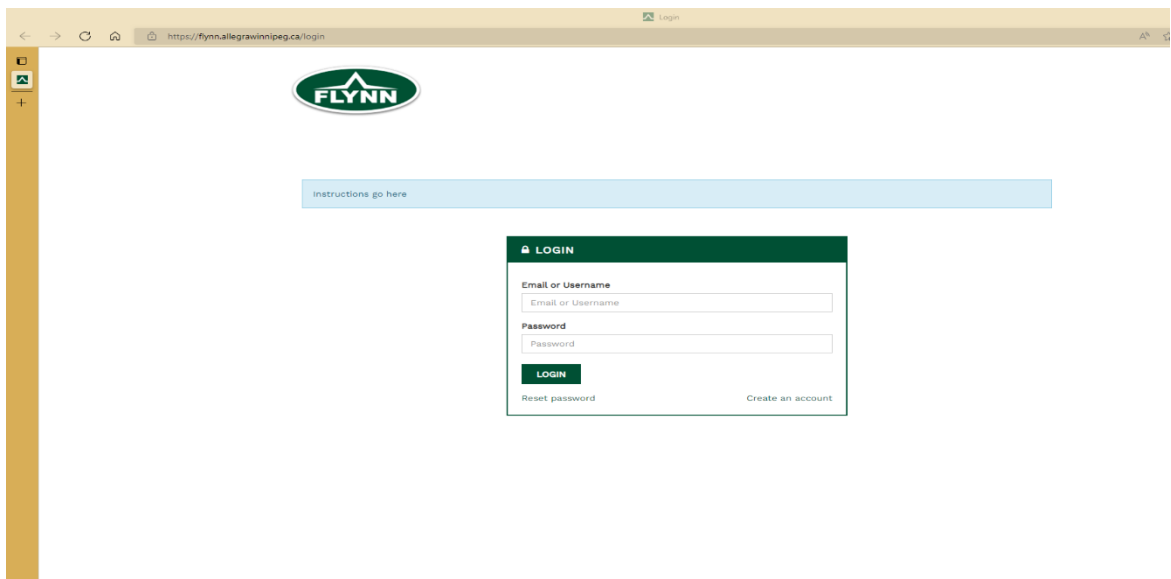 Login
https://flynn.allegrawinnipeg.ca/login
FLYNN
Instructions go here
LOGIN
Email or Username
Email or Username
Password
Password
LOGIN
Reset password Create an account